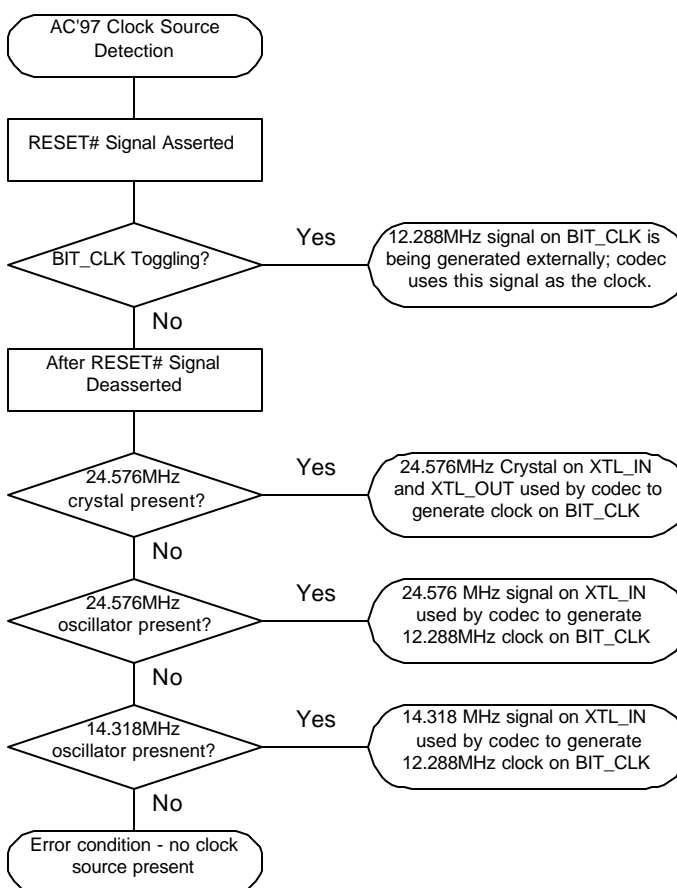 AC'97 Clock Source
Detection
RESET# Signal Asserted
BIT_CLK Toggling?
Yes
12.288MHz signal on BIT_CLK is
being generated externally; codec
uses this signal as the clock.
No
After RESET# Signal
Deasserted
24.576MHz
crystal present?
Yes
24.576MHz Crystal on XTL_IN
and XTL_OUT used by codec to
generate clock on BIT_CLK
No
24.576MHz
oscillator present?
Yes
24.576 MHz signal on XTL_IN
used by codec to generate
12.288MHz clock on BIT_CLK
No
14.318MHz
oscillator presnent?
Yes
14.318 MHz signal on XTL_IN
used by codec to generate
12.288MHz clock on BIT_CLK
No
Error condition - no clock
source present